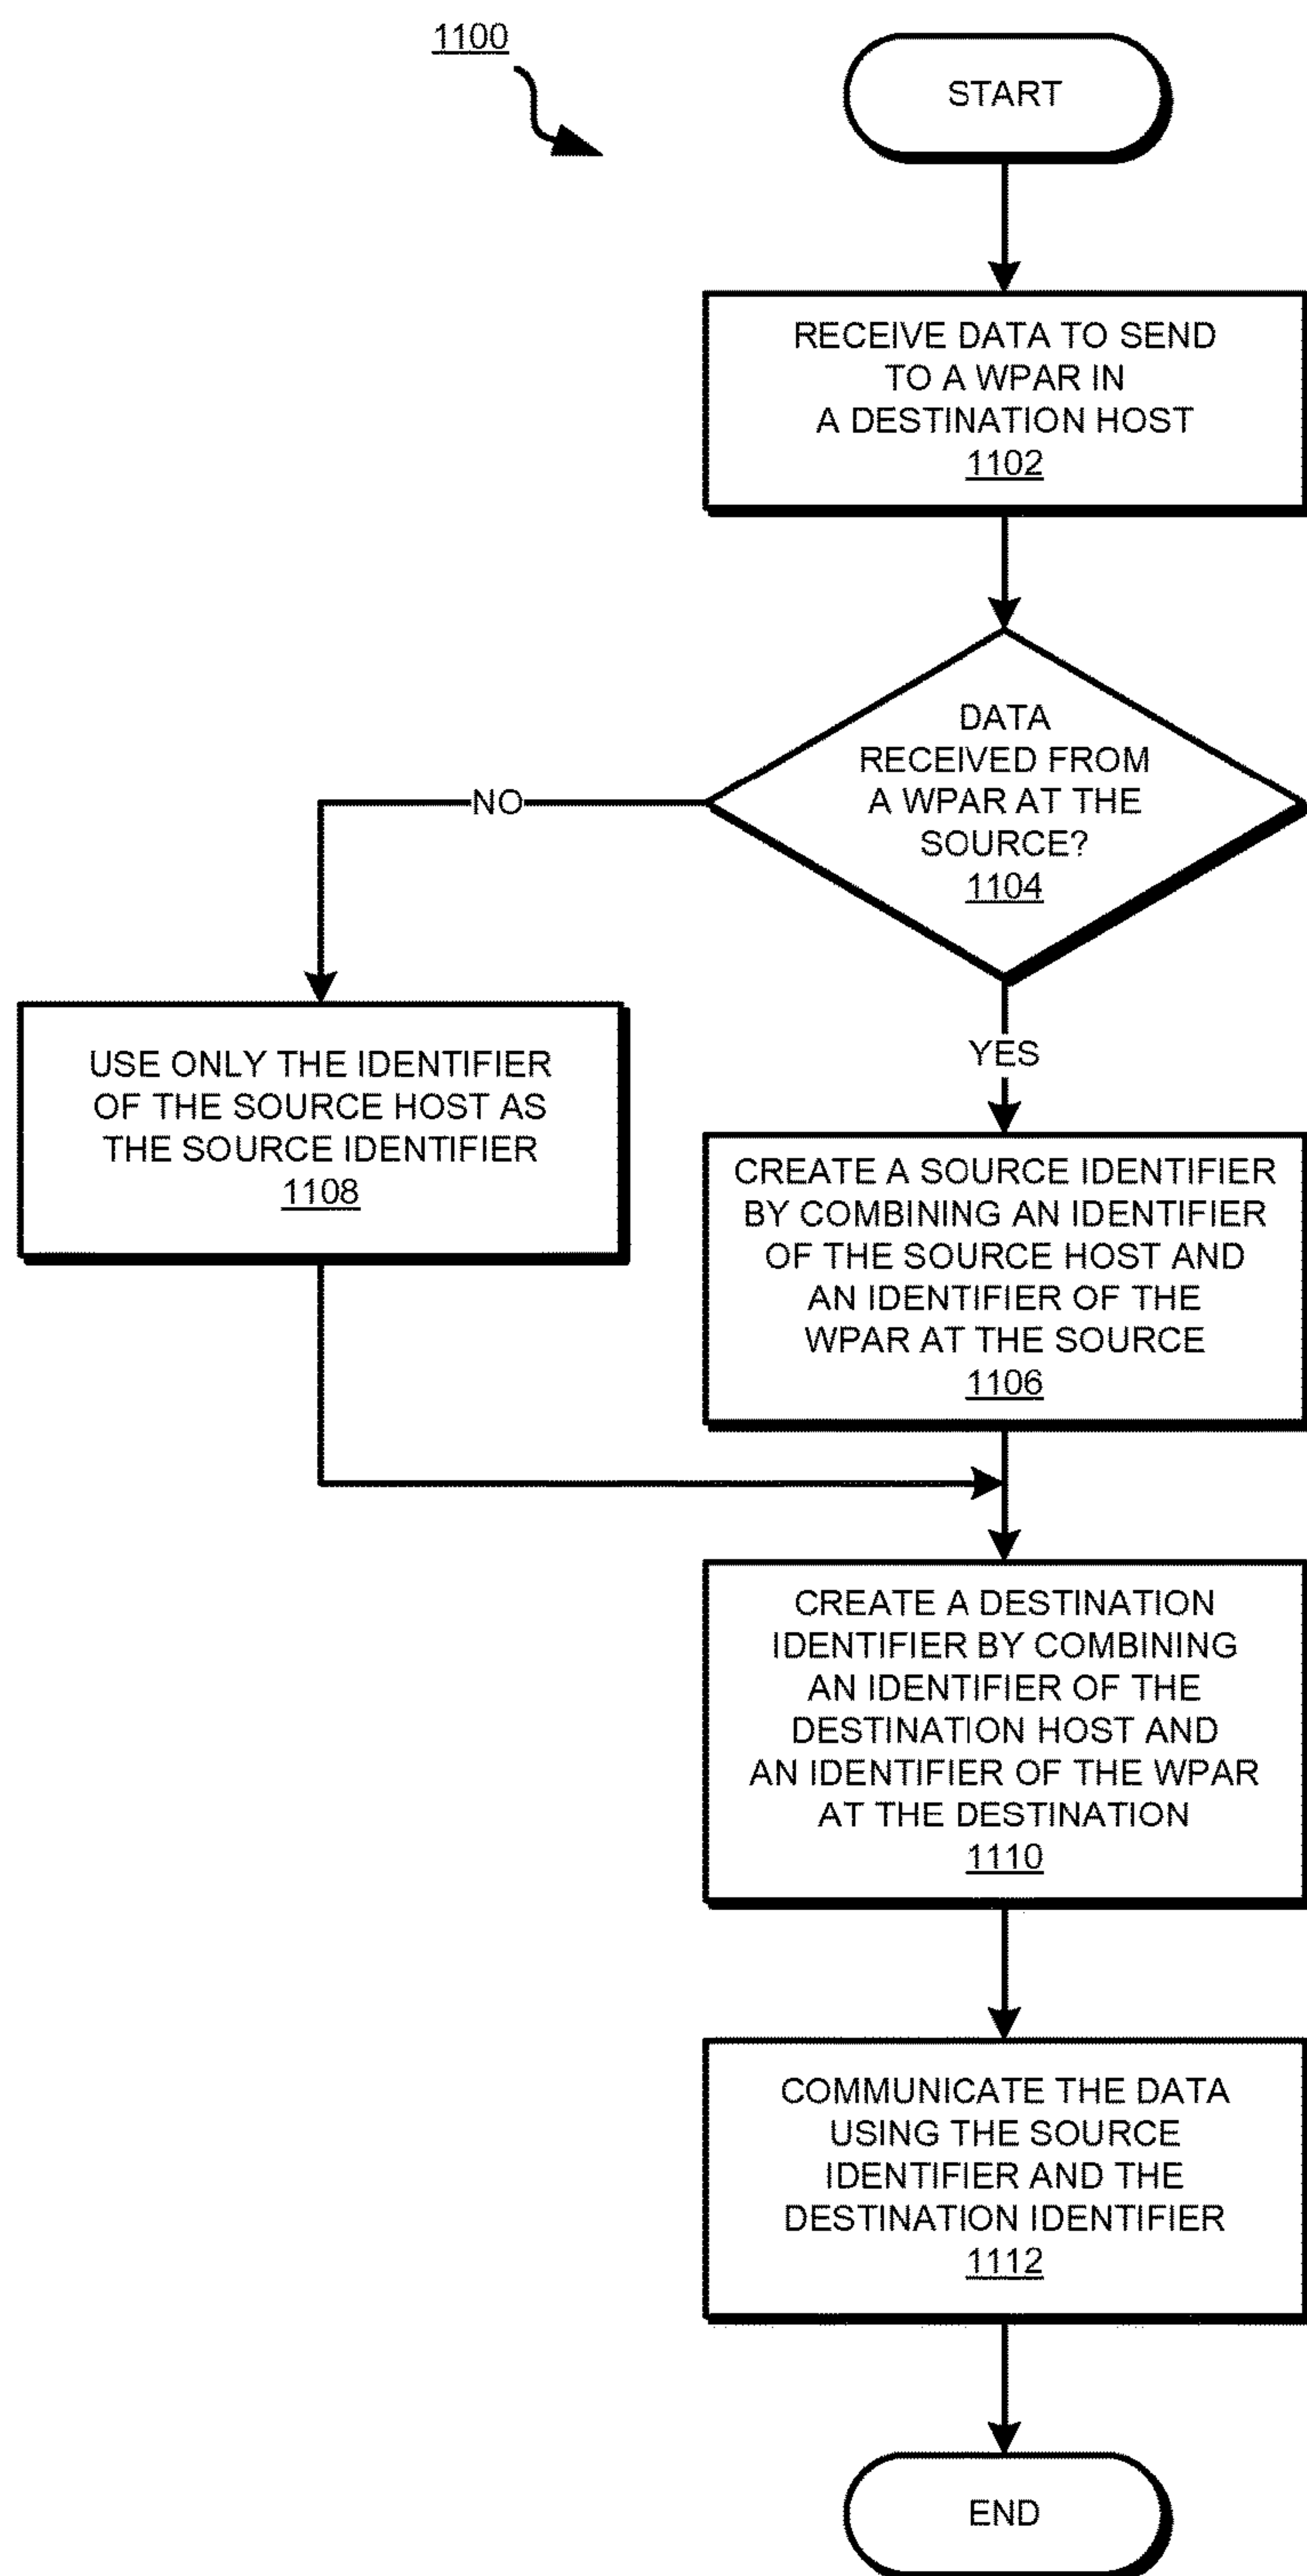 1100
START
RECEIVE DATA TO SEND
TO A WPAR IN
A DESTINATION HOST
1102
DATA
RECEIVED FROM
A WPAR AT THE
SOURCE?
1104
NO
YES
USE ONLY THE IDENTIFIER
OF THE SOURCE HOST AS
THE SOURCE IDENTIFIER
1108
CREATE A SOURCE IDENTIFIER
BY COMBINING AN IDENTIFIER
OF THE SOURCE HOST AND
AN IDENTIFIER OF THE
WPAR AT THE SOURCE
1106
CREATE A DESTINATION
IDENTIFIER BY COMBINING
AN IDENTIFIER OF THE
DESTINATION HOST AND
AN IDENTIFIER OF THE WPAR
AT THE DESTINATION
1110
COMMUNICATE THE DATA
USING THE SOURCE
IDENTIFIER AND THE
DESTINATION IDENTIFIER
1112
END